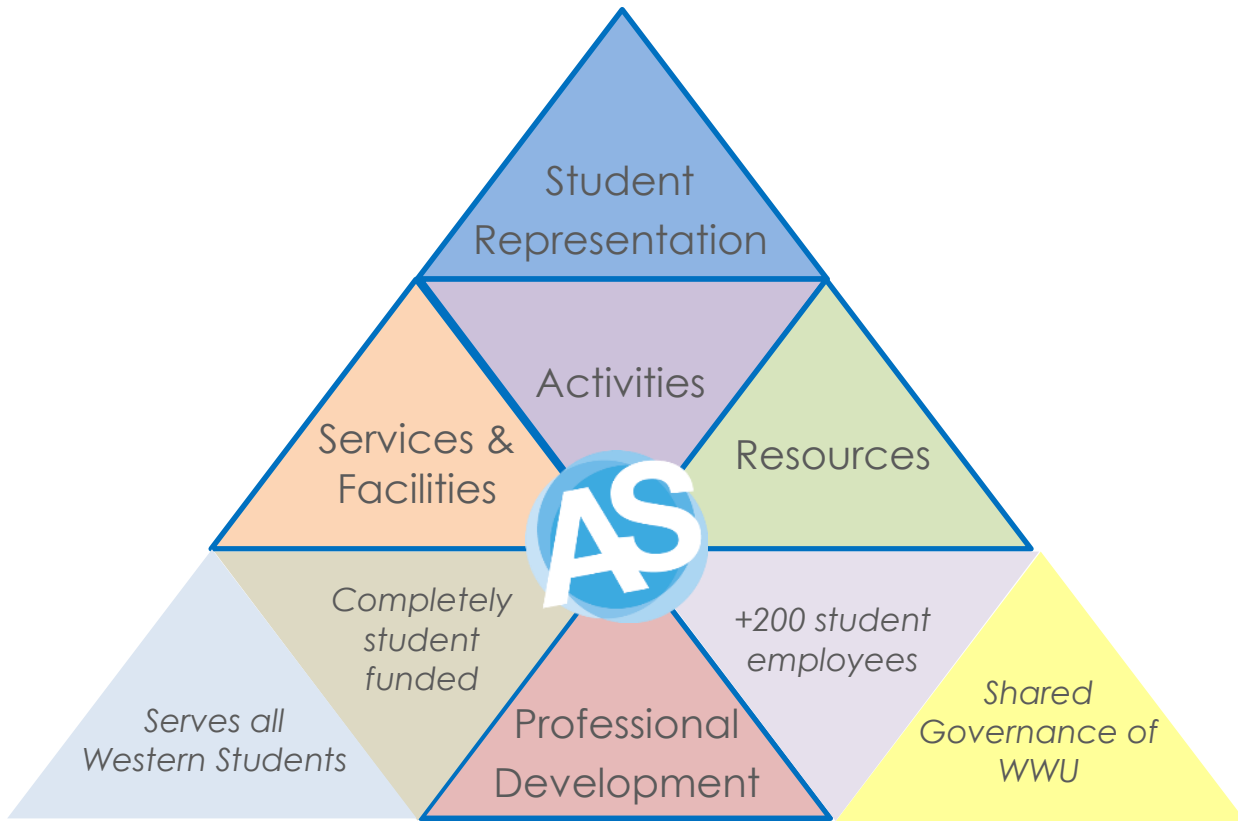 Student
Representation
Activities
Services &
Facilities
Resources
AS
Completely
student
funded
+200 student
employees
Serves all
Western Students
Professional
Development
Shared
Governance of
WWU